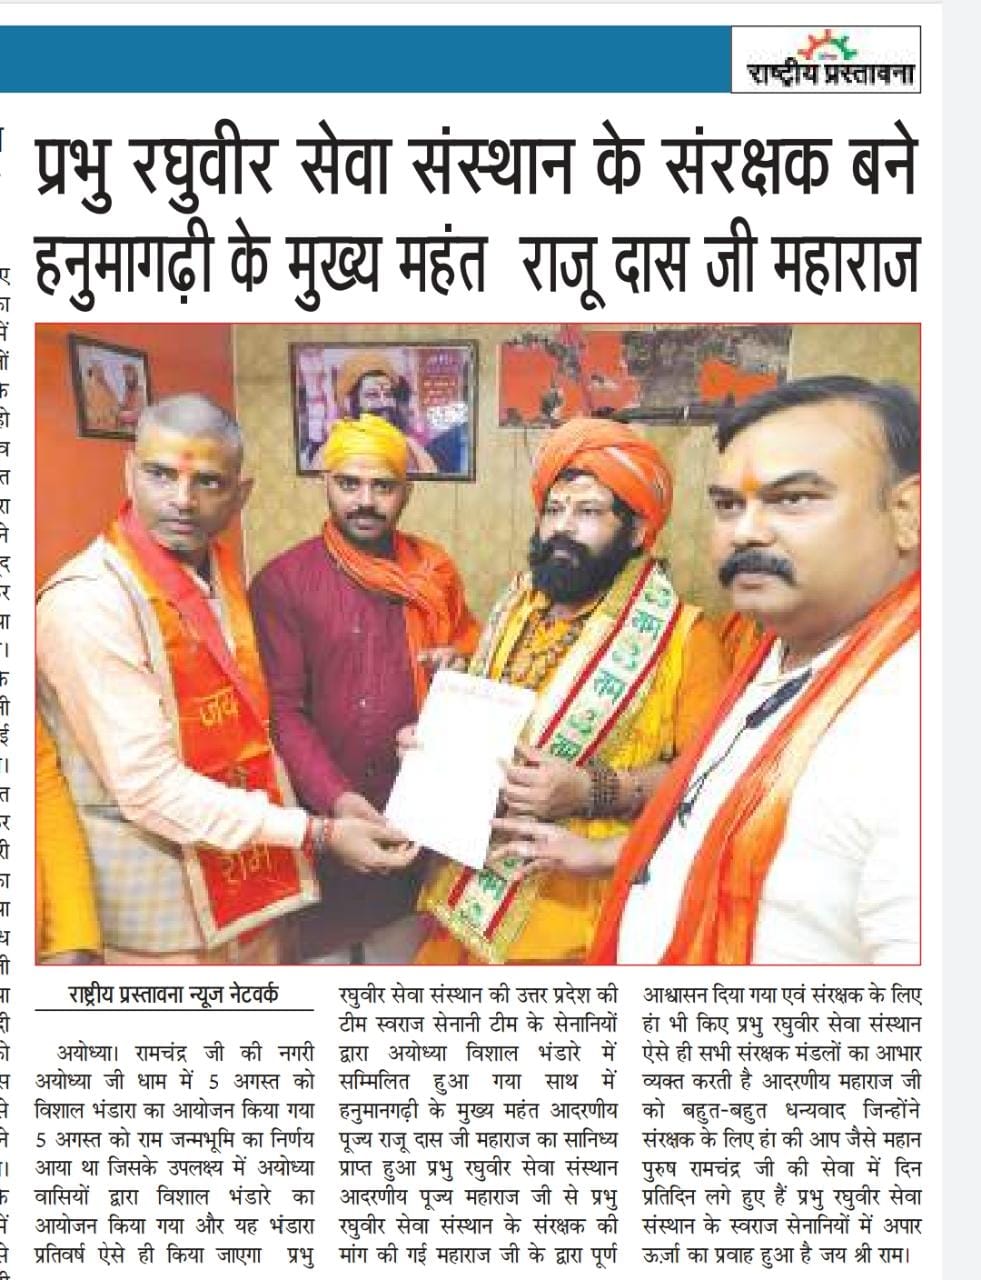 राष्ट्रीय प्रस्तावना
प्रभु रघुवीर सेवा संस्थान के संरक्षक बने
हनुमागढ़ी के मुख्य महंत राजू दास जी महाराज
जय
राम
राष्ट्रीय प्रस्तावना न्यूज नेटवर्क
अयोध्या। रामचंद्र जी की नगरी
अयोध्या जी धाम में 5 अगस्त को
विशाल भंडारा का आयोजन किया गया
5 अगस्त को राम जन्मभूमि का निर्णय
आया था जिसके उपलक्ष्य में अयोध्या
वासियों द्वारा विशाल भंडारे का
आयोजन किया गया और यह भंडारा
प्रतिवर्ष ऐसे ही किया जाएगा प्रभु
रघुवीर सेवा संस्थान की उत्तर प्रदेश की
टीम स्वराज सेनानी टीम के सेनानियों
द्वारा अयोध्या विशाल भंडारे में
सम्मिलित हुआ गया साथ में
हनुमानगढ़ी के मुख्य महंत आदरणीय
पूज्य राजू दास जी महाराज का सानिध्य
प्राप्त हुआ प्रभु रघुवीर सेवा संस्थान
आदरणीय पूज्य महाराज जी से प्रभु
रघुवीर सेवा संस्थान के संरक्षक की
मांग की गई महाराज जी के द्वारा पूर्ण
आश्वासन दिया गया एवं संरक्षक के लिए
हां भी किए प्रभु रघुवीर सेवा संस्थान
ऐसे ही सभी संरक्षक मंडलों का आभार
व्यक्त करती है आदरणीय महाराज जी
को बहुत-बहुत धन्यवाद जिन्होंने
संरक्षक के लिए हां की आप जैसे महान
पुरुष रामचंद्र जी की सेवा में दिन
प्रतिदिन लगे हुए हैं प्रभु रघुवीर सेवा
संस्थान के स्वराज सेनानियों में अपार
ऊर्जा का प्रवाह हुआ है जय श्री राम।